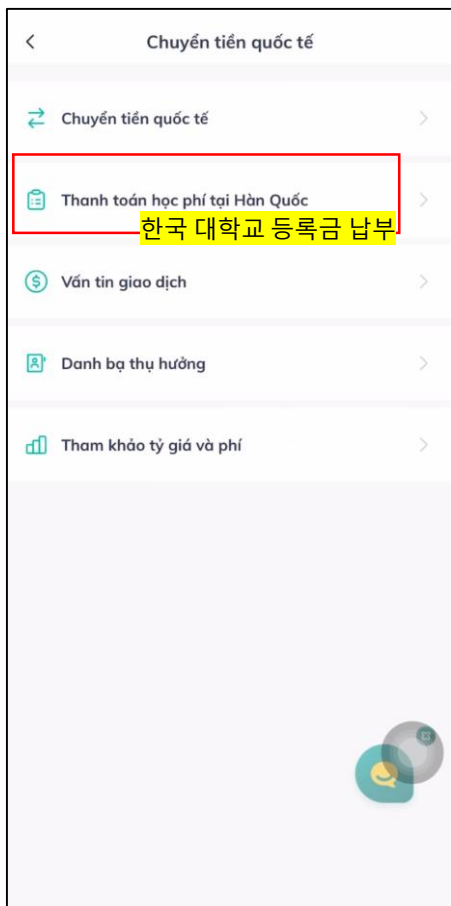 Chuyển tiền quốc tế
Chuyển tiền quốc tế
Thanh toán học phí tại Hàn Quốc
한국 대학교 등록금 납부
Vấn tin giao dịch
Danh bạ thụ hưởng
Tham khảo tỷ giá và phí